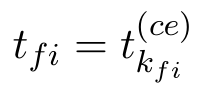 $t_{fi} = t^{(ce)}_{k_{fi}}$